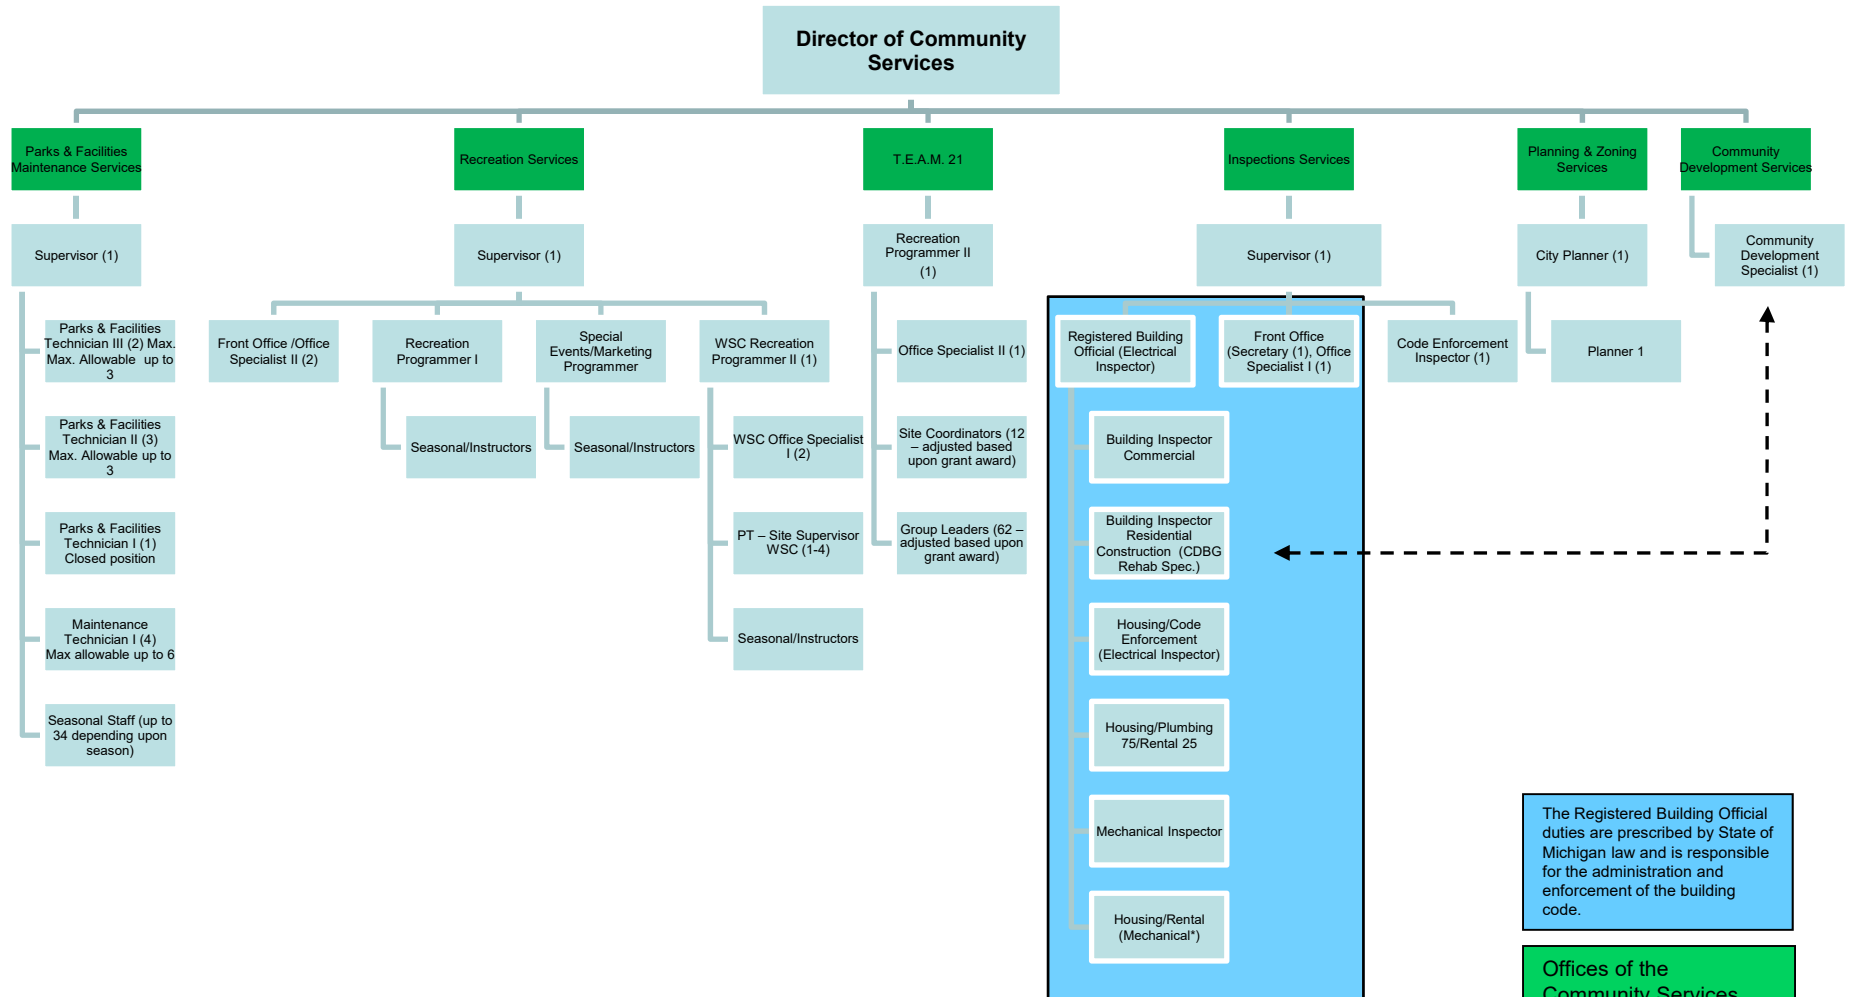 Director of Community
Services
Parks & Facilities
Maintenance Services
Recreation Services
T.E.A.M. 21
Inspections Services
Planning & Zoning
Services
Community
Development Services
Supervisor (1)
Supervisor (1)
Recreation
Programmer II
(1)
Supervisor (1)
City Planner (1)
Community
Development
Specialist (1)
Parks & Facilities
Technician III (2) Max.
Max. Allowable up to
3
Front Office /Office
Specialist II (2)
Recreation
Programmer I
Special
Events/Marketing
Programmer
WSC Recreation
Programmer II (1)
Office Specialist II (1)
Registered Building
Official (Electrical
Inspector)
Front Office
(Secretary (1), Office
Specialist I (1)
Code Enforcement
Inspector (1)
Planner 1
Parks & Facilities
Technician II (3)
Max. Allowable up to
3
Seasonal/Instructors
Seasonal/Instructors
WSC Office Specialist
I (2)
Site Coordinators (12
– adjusted based
upon grant award)
Building Inspector
Commercial
Parks & Facilities
Technician I (1)
Closed position
PT – Site Supervisor
WSC (1-4)
Group Leaders (62 –
adjusted based upon
grant award)
Building Inspector
Residential
Construction (CDBG
Rehab Spec.)
Maintenance
Technician I (4)
Max allowable up to 6
Seasonal/Instructors
Housing/Code
Enforcement
(Electrical Inspector)
Seasonal Staff (up to
34 depending upon
season)
Housing/Plumbing
75/Rental 25
Mechanical Inspector
Housing/Rental
(Mechanical*)
The Registered Building Official
duties are prescribed by State of
Michigan law and is responsible
for the administration and
enforcement of the building
code.
Offices of the
Community Services